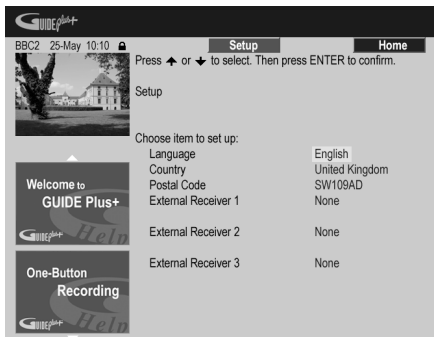 GUIDE plus+
BBC2 25-May 10:10 Setup Home
Press ↑ or ↓ to select. Then press ENTER to confirm.
Setup
Choose item to set up:
Language English
Country United Kingdom
Postal Code SW109AD
External Receiver 1 None
External Receiver 2 None
External Receiver 3 None
Welcome to
GUIDE Plus+
GUIDE plus+ Help
One-Button
Recording
GUIDE plus+ Help